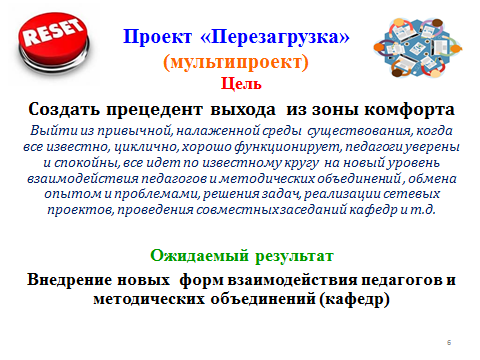 RESET
Проект «Перезагрузка»
(мультипроект)
Цель
Создать прецедент выхода из зоны комфорта
Выйти из привычной, налаженной среды существования, когда
все известно, циклично, хорошо функционирует, педагоги уверены
и спокойны, все идет по известному кругу на новый уровень
взаимодействия педагогов и методических объединений , обмена
опытом и проблемами, решения задач, реализации сетевых
проектов, проведения совместныхзаседаний кафедр и т.д.
Ожидаемый результат
Внедрение новых форм взаимодействия педагогов и
методических объединений (кафедр)
6